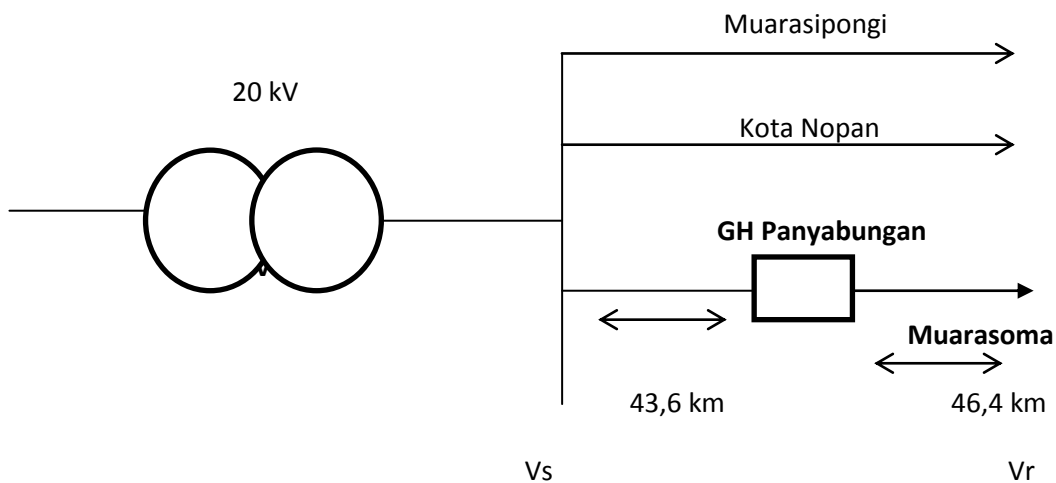 Muarasipongi
20 kV
Kota Nopan
GH Panyabungan
Muarasoma
43,6 km
46,4 km
Vs
Vr